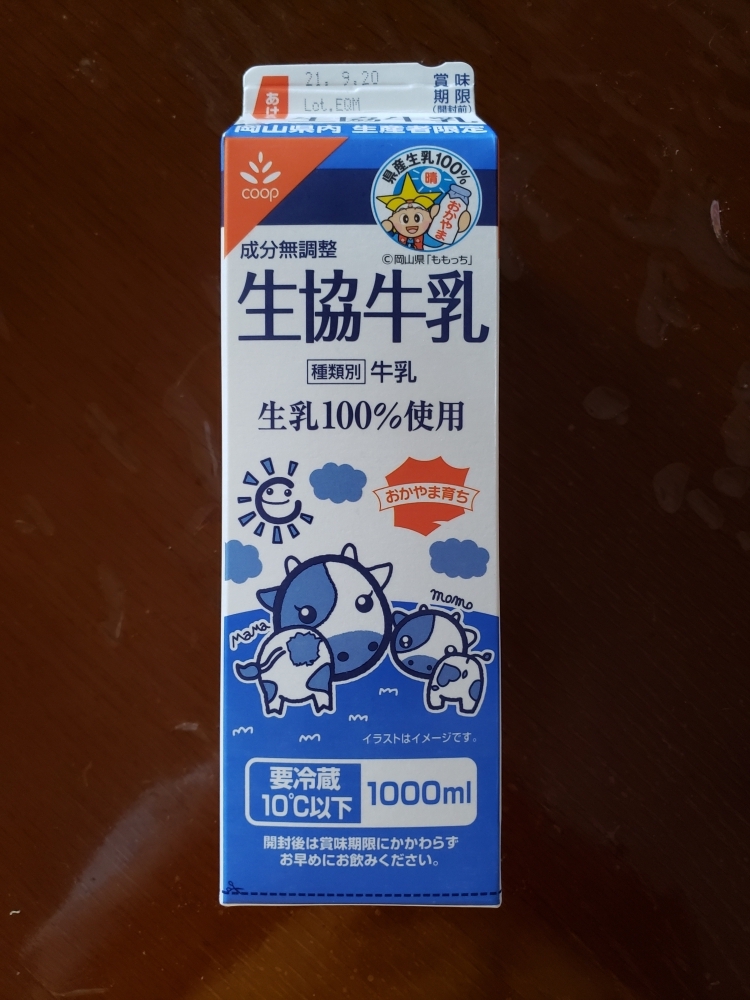 あけ
21. 9.20
Lot.EQM
賞味
期限
(開封前)
岡山県内 生産者限定
coop
県産生乳100%
晴
おかやま
©岡山県「ももっち」
成分無調整
生協牛乳
種類別 牛乳
生乳100%使用
おかやま育ち
MaMa
momo
イラストはイメージです。
要冷蔵
10℃以下
1000ml
開封後は賞味期限にかかわらず
お早めにお飲みください。